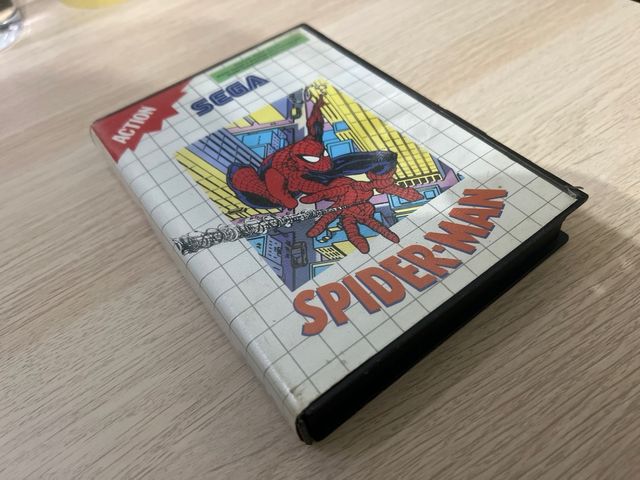 ACTION
SEGA
SPIDER-MAN